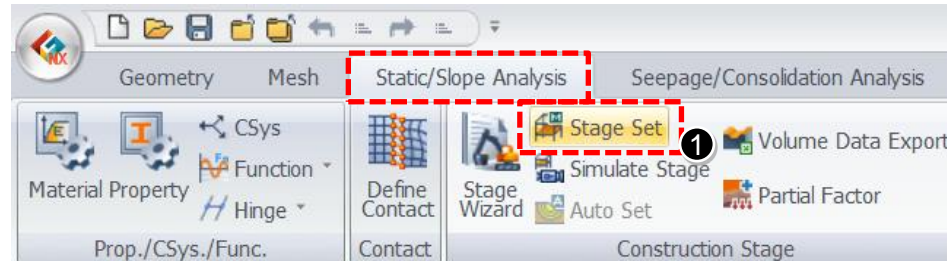 NX
Geometry Mesh Static/Slope Analysis Seepage/Consolidation Analysis
CSys
Function
Hinge
Material Property
Prop./CSys./Func.
Define
Contact
Contact
Stage
Wizard
Stage Set
1
Simulate Stage
Auto Set
Volume Data Export
Partial Factor
Construction Stage